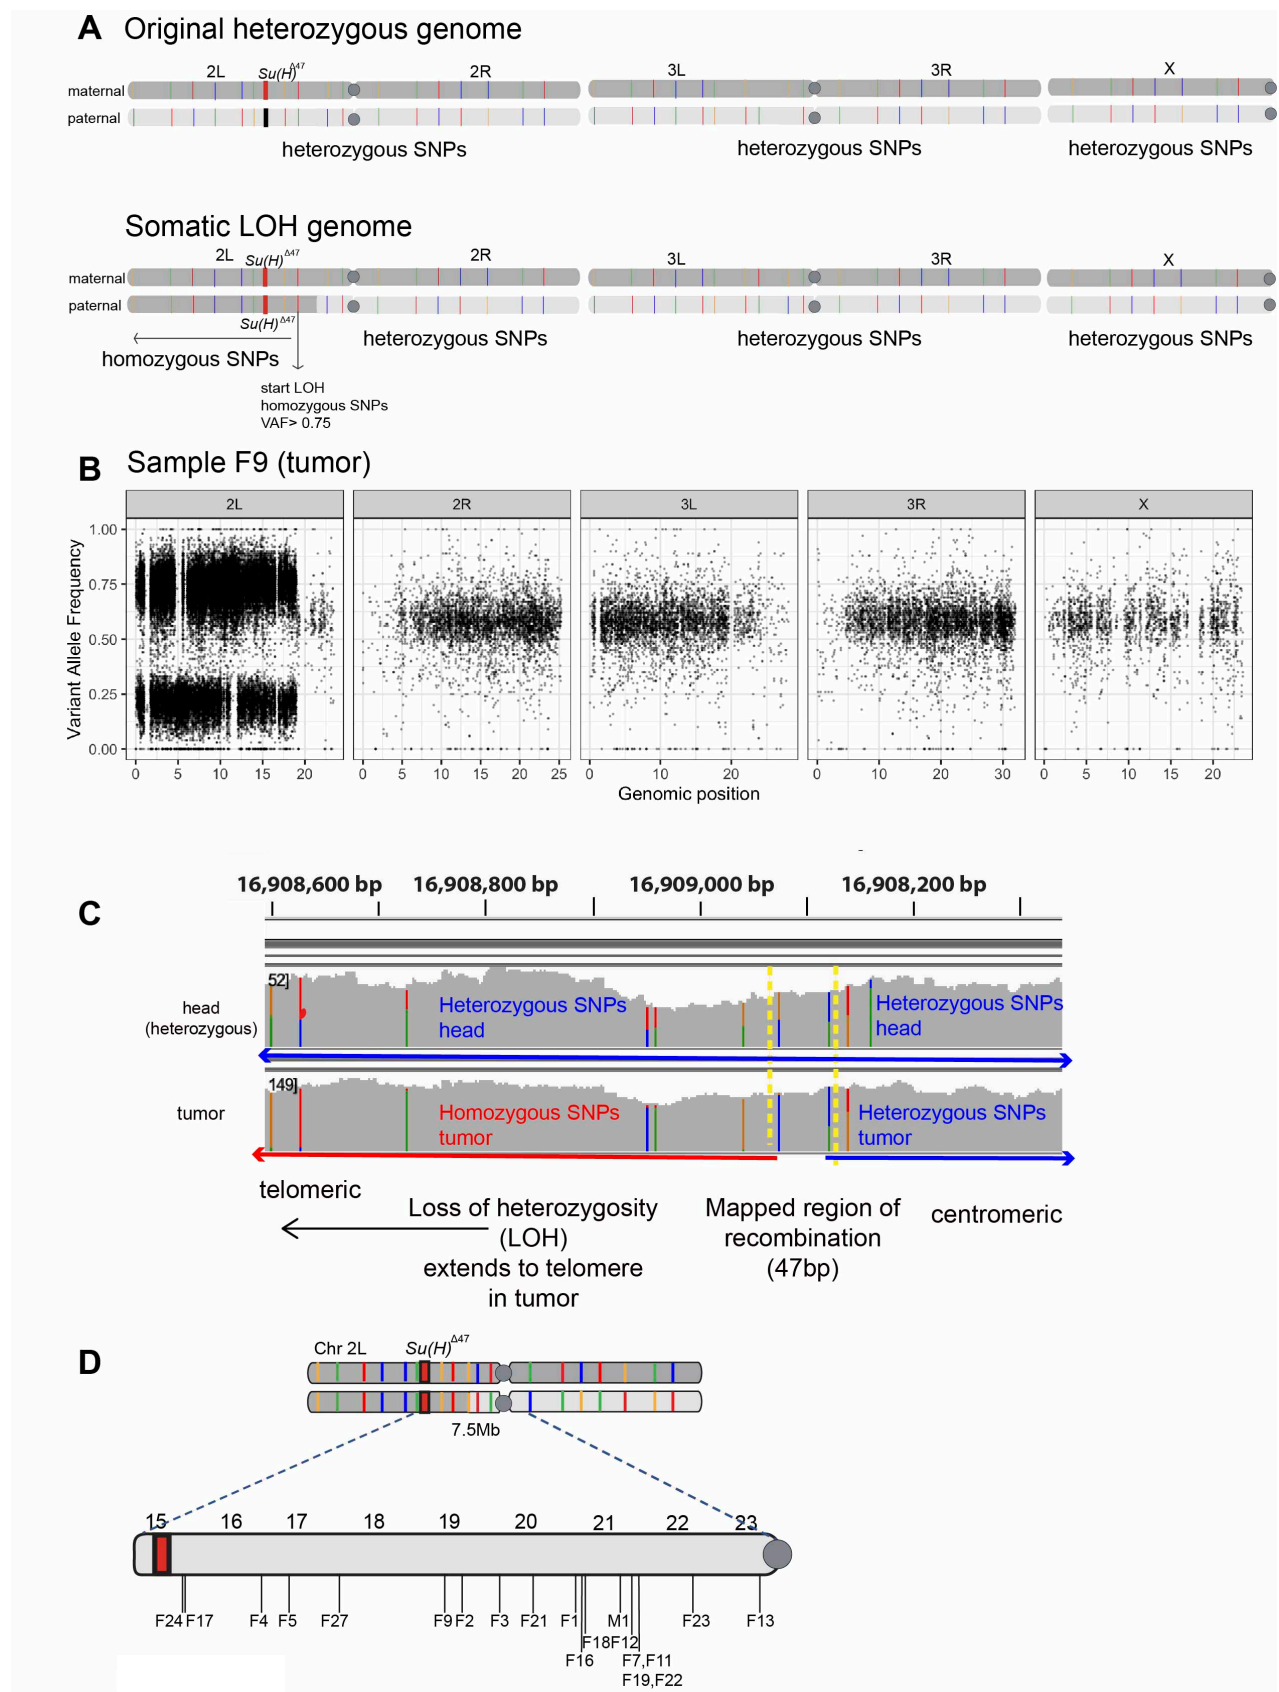 A Original heterozygous genome
2L Su(H)Δ47 2R 3L 3R X
maternal
paternal
heterozygous SNPs heterozygous SNPs heterozygous SNPs
Somatic LOH genome
2L Su(H)Δ47 2R 3L 3R X
maternal
paternal
Su(H)Δ47
homozygous SNPs heterozygous SNPs heterozygous SNPs heterozygous SNPs
start LOH
homozygous SNPs
VAF> 0.75
B Sample F9 (tumor)
2L 2R 3L 3R X
Variant Allele Frequency
1.00
0.75
0.50
0.25
0.00
0 5 10 15 20 0 5 10 15 20 25 0 10 20 0 10 20 30 0 5 10 15 20
Genomic position
C
16,908,600 bp 16,908,800 bp 16,909,000 bp 16,908,200 bp
52]
head
(heterozygous)
Heterozygous SNPs
head
Heterozygous SNPs
head
149]
tumor
Homozygous SNPs
tumor
Heterozygous SNPs
tumor
telomeric
Loss of heterozygosity
(LOH)
extends to telomere
in tumor
Mapped region of
recombination
(47bp)
centromeric
D
Chr 2L Su(H)Δ47
7.5Mb
15 16 17 18 19 20 21 22 23
F24 F17 F4 F5 F27 F9 F2 F3 F21 F1 M1 F23 F13
F18 F12
F16 F7,F11
F19,F22